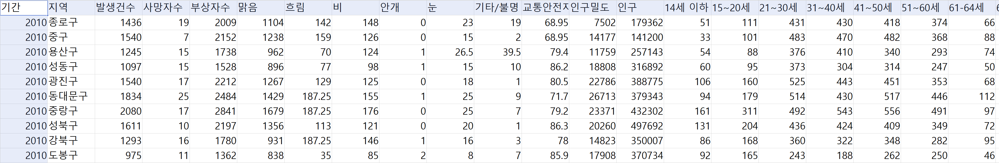 기간 지역 발생건수 사망자수 부상자수 맑음 흐림 비 안개 눈 기타/불명 교통안전지 인구밀도 인구 14세 이하 15~20세 21~30세 31~40세 41~50세 51~60세 61-64세
2010 종로구 1436 19 2009 1104 142 148 0 23 19 68.95 7502 179362 51 111 431 430 418 374 66
2010 중구 1540 7 2152 1238 159 126 0 15 2 68.95 14177 141200 33 101 483 470 482 368 88
2010 용산구 1245 15 1738 962 70 124 1 26.5 39.5 79.4 11759 257143 54 88 376 410 340 293 74
2010 성동구 1097 15 1528 896 77 98 1 15 10 86.2 18808 316892 60 95 373 304 314 247 50
2010 광진구 1540 17 2212 1267 129 125 0 18 1 80.5 22786 388775 106 160 525 443 451 353 68
2010 동대문구 1834 25 2484 1429 187.25 155 1 25 9 71.7 26713 379343 94 179 514 430 517 446 112
2010 중랑구 2080 17 2841 1679 187.25 176 0 25 7 79.2 23371 432302 161 311 492 543 556 491 97
2010 성북구 1611 10 2197 1356 113 121 0 20 1 86.3 20260 497692 131 204 436 424 409 349 72
2010 강북구 1293 16 1780 931 187.25 146 1 16 3 78 14823 350007 86 168 360 322 348 282 95
2010 도봉구 975 11 1362 838 35 85 2 8 7 85.9 17908 370734 92 165 243 188 262 250 46